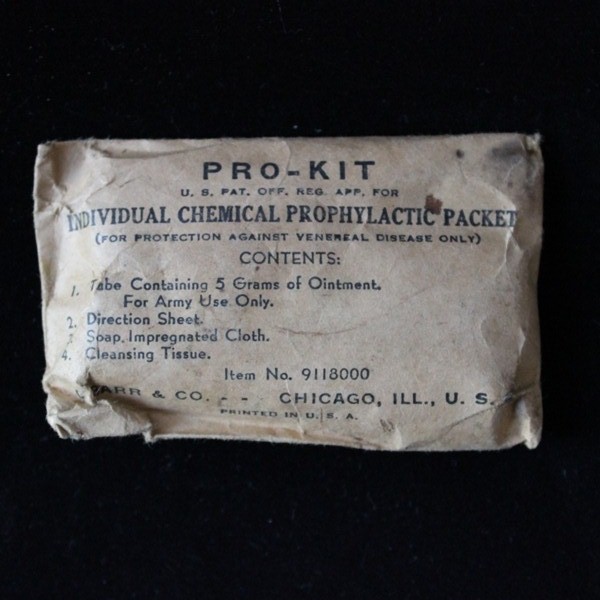 PRO-KIT
U. S. PAT. OFF. REG. APP. FOR
INDIVIDUAL CHEMICAL PROPHYLACTIC PACKET
(FOR PROTECTION AGAINST VENEREAL DISEASE ONLY)
CONTENTS:
1. Tube Containing 5 Grams of Ointment.
For Army Use Only.
2. Direction Sheet.
3 Soap Impregnated Cloth.
4. Cleansing Tissue.
Item No. 9118000
& CO. - - CHICAGO, ILL., U. S.
PRINTED IN U. S. A.